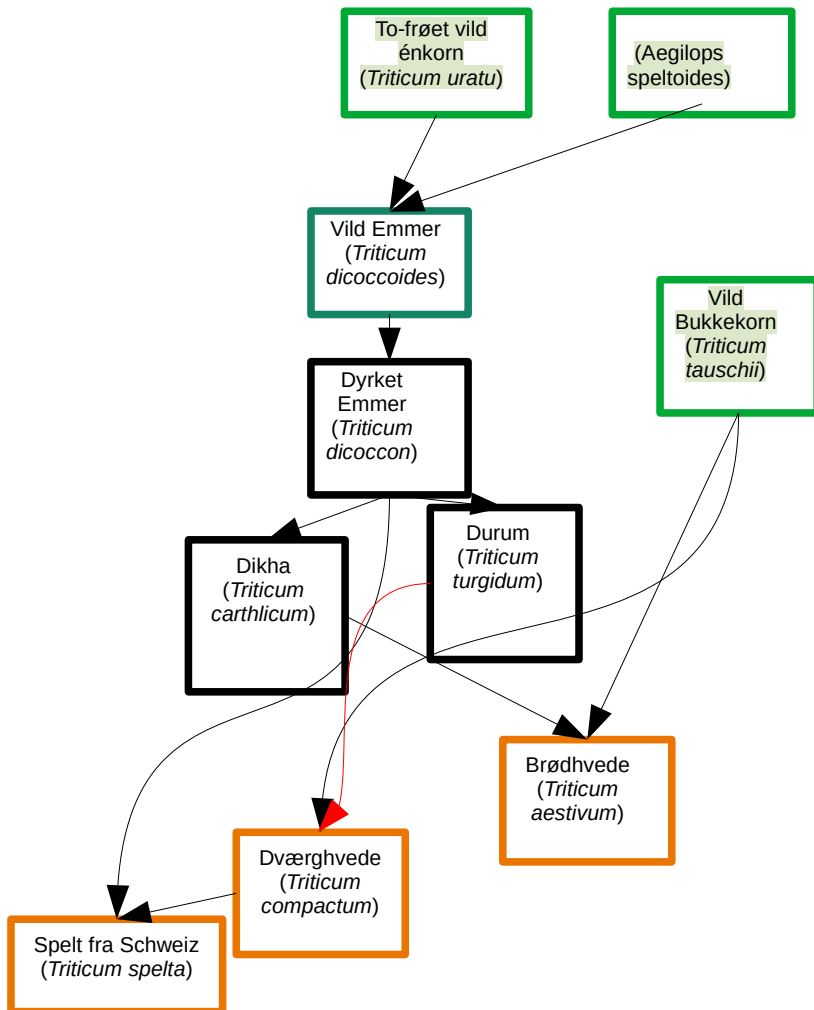 To-frøet vild
énkorn
(Triticum uratu)
(Aegilops
speltoides)
Vild Emmer
(Triticum
dicoccoides)
Vild
Bukkekorn
(Triticum
tauschii)
Dyrket
Emmer
(Triticum
dicoccon)
Durum
(Triticum
turgidum)
Dikha
(Triticum
carthlicum)
Brødhvede
(Triticum
aestivum)
Dværghvede
(Triticum
compactum)
Spelt fra Schweiz
(Triticum spelta)